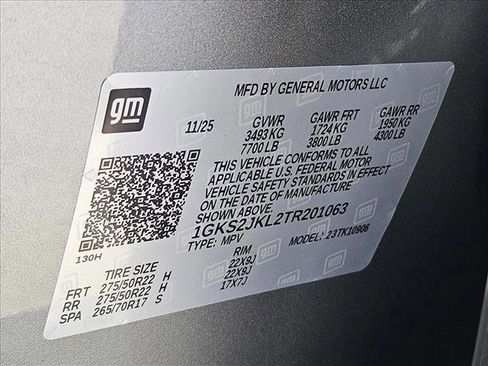 gm
MFD BY GENERAL MOTORS LLC
11/25 GVWR GAWR FRT GAWR RR
3493 KG 1724 KG 1950 KG
7700 LB 3800 LB 4300 LB
THIS VEHICLE CONFORMS TO ALL
APPLICABLE U.S. FEDERAL MOTOR
VEHICLE SAFETY STANDARDS IN EFFECT
ON THE DATE OF MANUFACTURE
SHOWN ABOVE.
1GKS2JKL2TR201063
TYPE: MPV MODEL: 23TK10906
130H
TIRE SIZE RIM
FRT 275/50R22 H 22X9J
RR 275/50R22 H 22X9J
SPA 265/70R17 S 17X7J